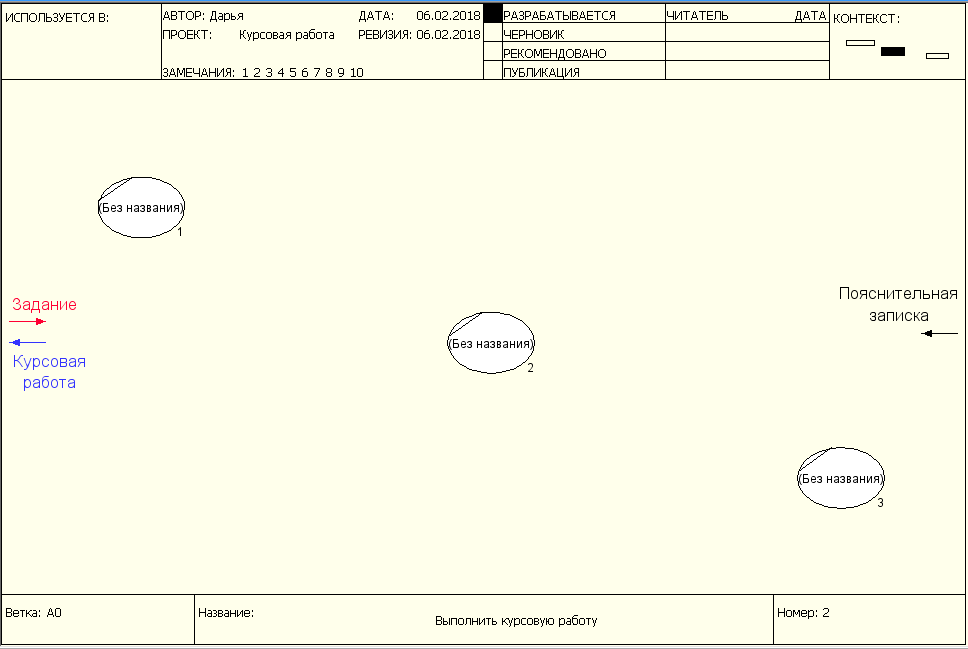 ИСПОЛЬЗУЕТСЯ В:
АВТОР: Дарья
ДАТА: 06.02.2018
ПРОЕКТ: Курсовая работа
РЕВИЗИЯ: 06.02.2018
ЗАМЕЧАНИЯ: 1 2 3 4 5 6 7 8 9 10
РАЗРАБАТЫВАЕТСЯ
ЧЕРНОВИК
РЕКОМЕНДОВАНО
ПУБЛИКАЦИЯ
ЧИТАТЕЛЬ ДАТА
КОНТЕКСТ:
(Без названия)
1
Задание
Курсовая
работа
(Без названия)
2
Пояснительная
записка
(Без названия)
3
Ветка: A0
Название:
Выполнить курсовую работу
Номер: 2